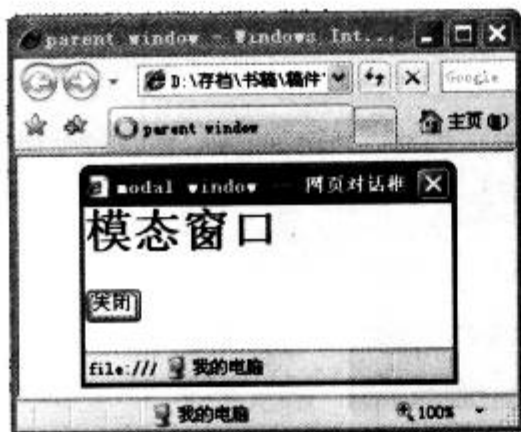 parent window - Windows Int...
D:\存档\书稿\稿件
Google
parent window
主页(M)
modal window -- 网页对话框
模态窗口
关闭
file:/// 我的电脑
我的电脑
100%